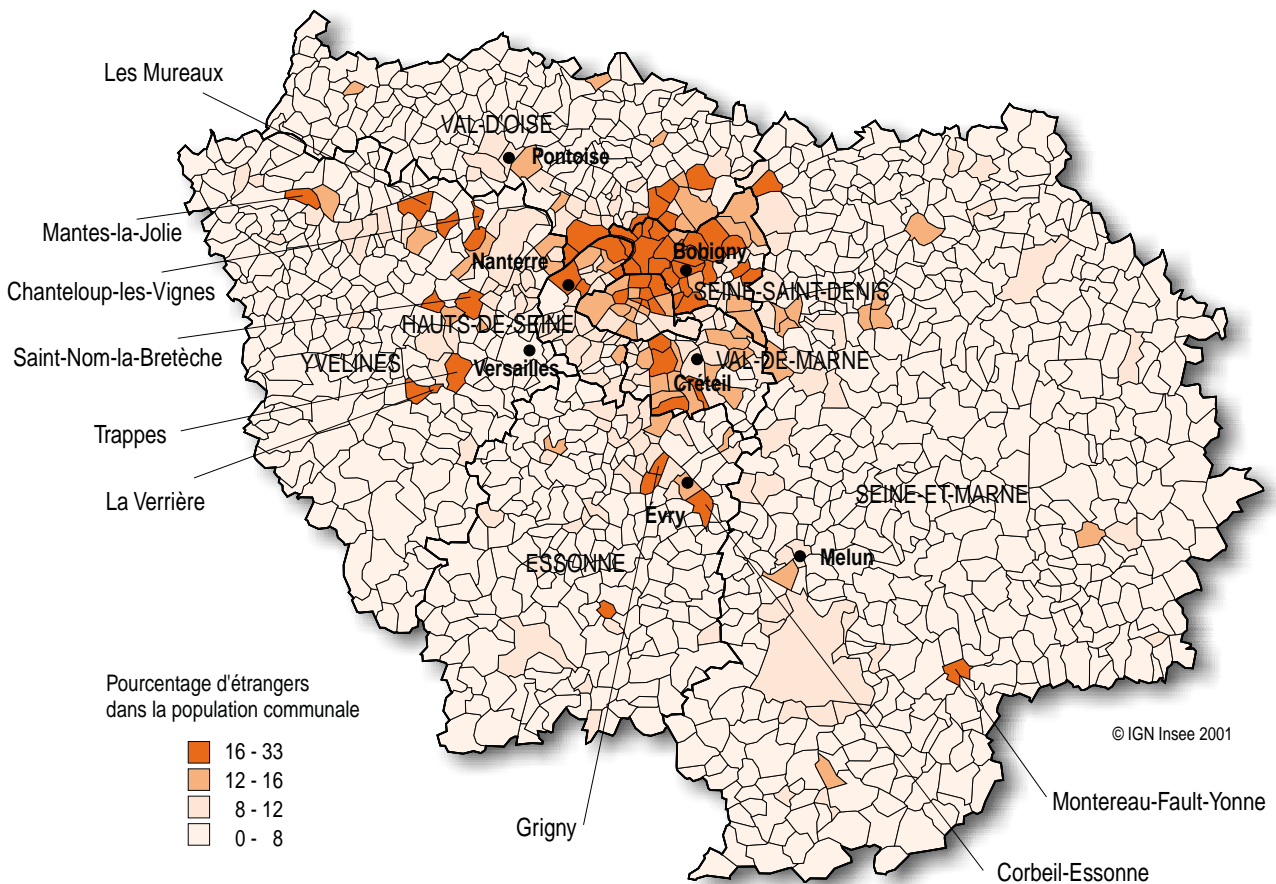 Les Mureaux
VAL-D'OISE
Pontoise
Mantes-la-Jolie
Nanterre
Bobigny
Chanteloup-les-Vignes
SEINE-SAINT-DENIS
HAUTS-DE-SEINE
Saint-Nom-la-Bretèche
YVELINES
Versailles
VAL-DE-MARNE
Créteil
Trappes
La Verrière
SEINE-ET-MARNE
Évry
ESSONNE
Melun
Pourcentage d'étrangers
dans la population communale
16 - 33
12 - 16
8 - 12
0 - 8
© IGN Insee 2001
Montereau-Fault-Yonne
Grigny
Corbeil-Essonne